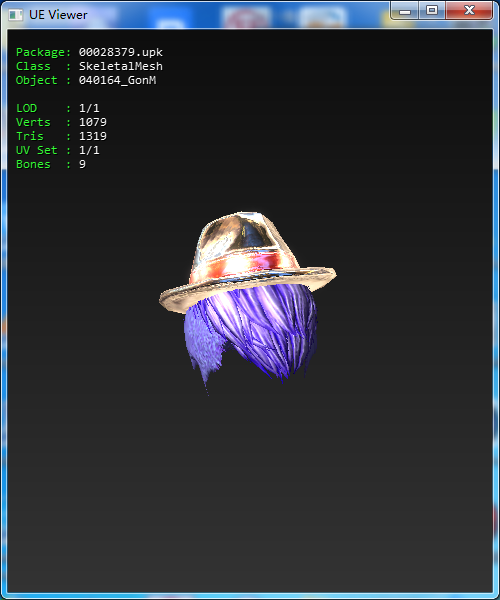 UE Viewer
Package: 00028379.upk
Class : SkeletalMesh
Object : 040164_GonM
LOD : 1/1
Verts : 1079
Tris : 1319
UV Set : 1/1
Bones : 9